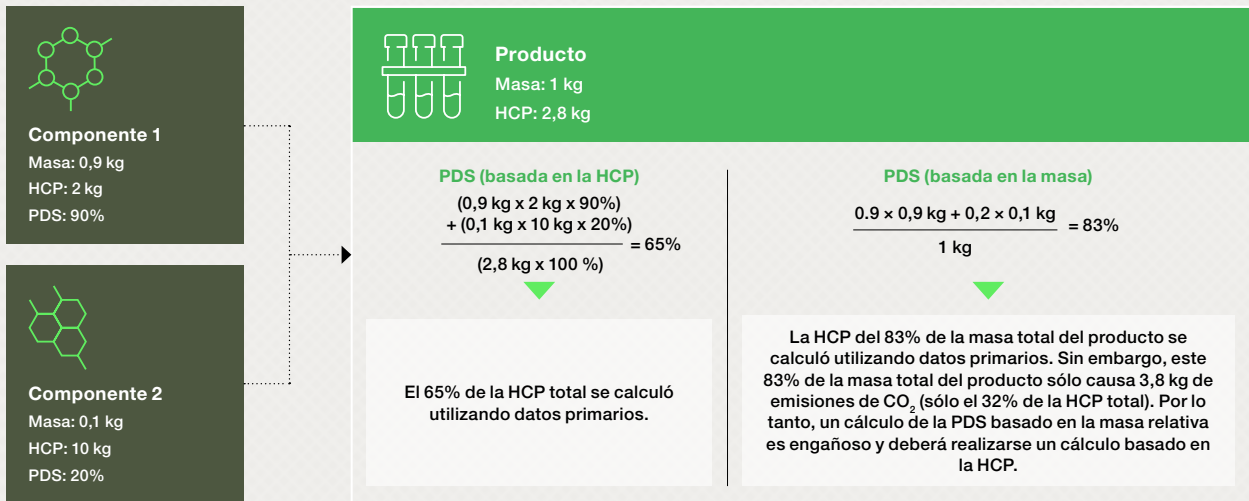 Componente 1
Masa: 0,9 kg
HCP: 2 kg
PDS: 90%
Componente 2
Masa: 0,1 kg
HCP: 10 kg
PDS: 20%
Producto
Masa: 1 kg
HCP: 2,8 kg
PDS (basada en la HCP)
(0,9 kg x 2 kg x 90%)
+ (0,1 kg x 10 kg x 20%)
= 65%
(2,8 kg x 100 %)
El 65% de la HCP total se calculó
utilizando datos primarios.
PDS (basada en la masa)
0.9 × 0,9 kg + 0,2 × 0,1 kg
= 83%
1 kg
La HCP del 83% de la masa total del producto se
calculó utilizando datos primarios. Sin embargo, este
83% de la masa total del producto sólo causa 3,8 kg de
emisiones de CO₂ (sólo el 32% de la HCP total). Por lo
tanto, un cálculo de la PDS basado en la masa relativa
es engañoso y deberá realizarse un cálculo basado en
la HCP.